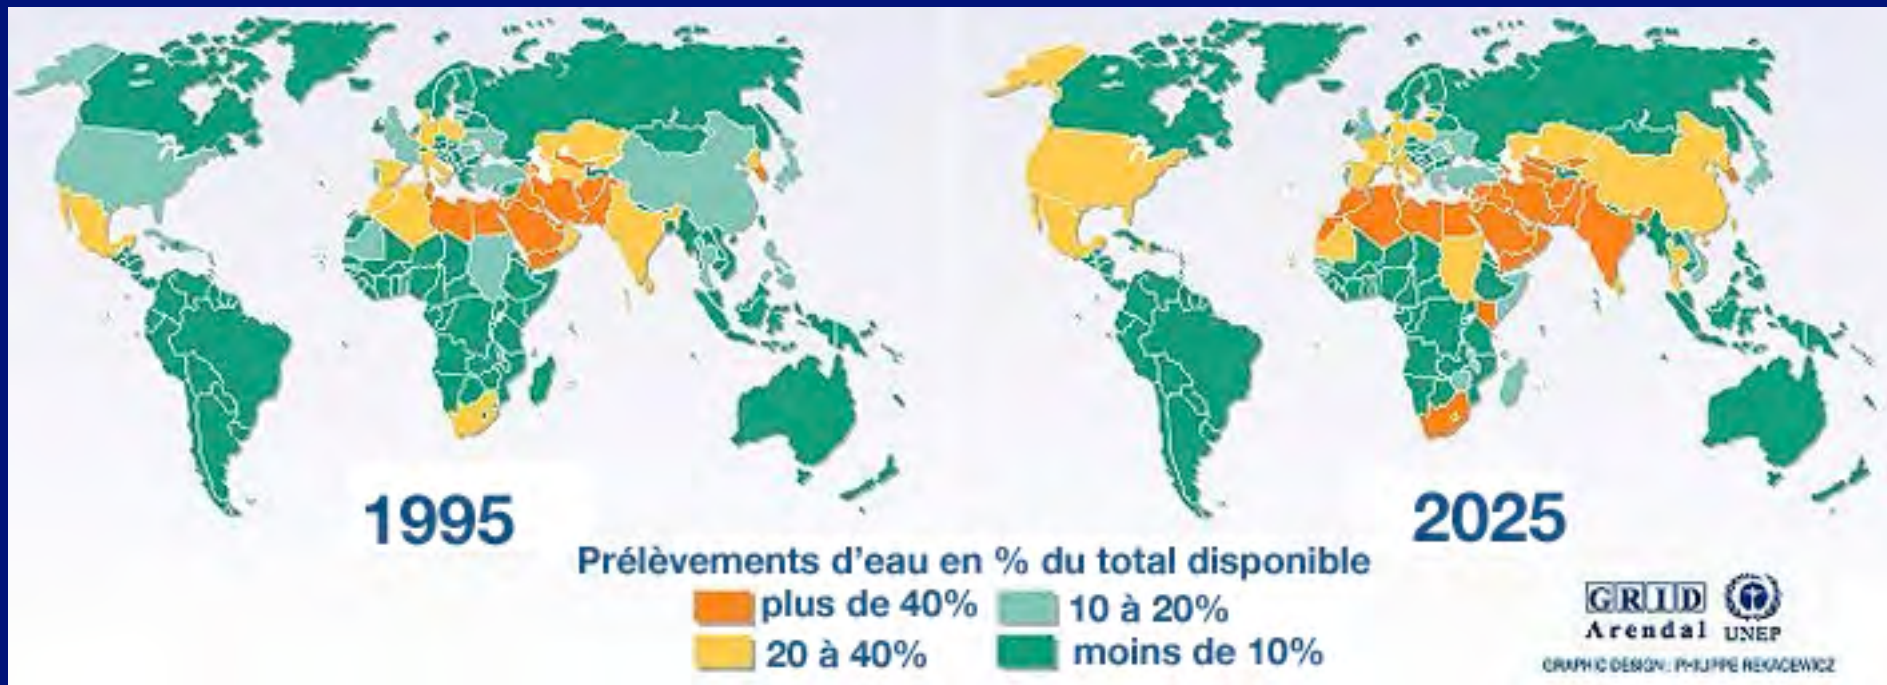 1995
2025
Prélèvements d'eau en % du total disponible
plus de 40%
10 à 20%
20 à 40%
moins de 10%
GRID
Arendal
UNEP
GRAPHIC DESIGN : PHILIPPE REKACEWICZ